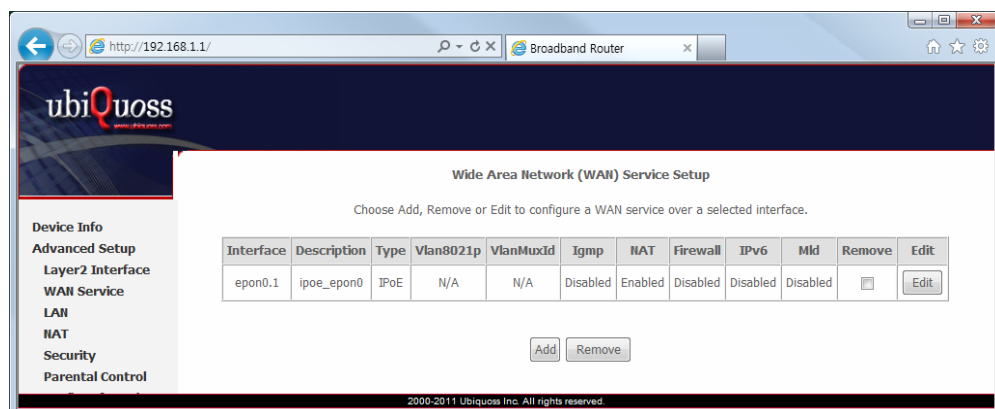 http://192.168.1.1/
Broadband Router
ubiQuoss
www.ubiquoss.com
Wide Area Network (WAN) Service Setup
Choose Add, Remove or Edit to configure a WAN service over a selected interface.
Device Info
Advanced Setup
Layer2 Interface
WAN Service
LAN
NAT
Security
Parental Control
Interface Description Type Vlan8021p VlanMuxId Igmp NAT Firewall IPv6 Mld Remove Edit
epon0.1 ipoe_epon0 IPoE N/A N/A Disabled Enabled Disabled Disabled Disabled Edit
Add Remove
2000-2011 Ubiquoss Inc. All rights reserved.